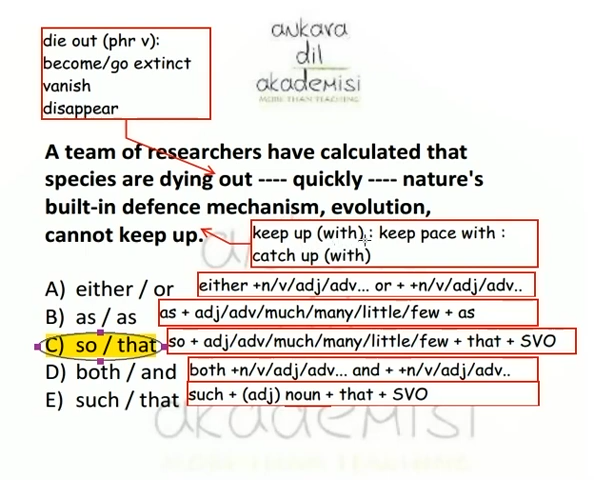 die out (phr v):
become/go extinct
vanish
disappear
ankara
dil
akademisi
MORE THAN TEACHING
A team of researchers have calculated that
species are dying out ---- quickly ---- nature's
built-in defence mechanism, evolution,
cannot keep up.
keep up (with) : keep pace with :
catch up (with)
A) either / or
either +n/v/adj/adv... or + +n/v/adj/adv..
B) as / as
as + adj/adv/much/many/little/few + as
C) so / that
so + adj/adv/much/many/little/few + that + SVO
D) both / and
both +n/v/adj/adv... and + +n/v/adj/adv..
E) such / that
such + (adj) noun + that + SVO
akademisi
MORE THAN TEACHING